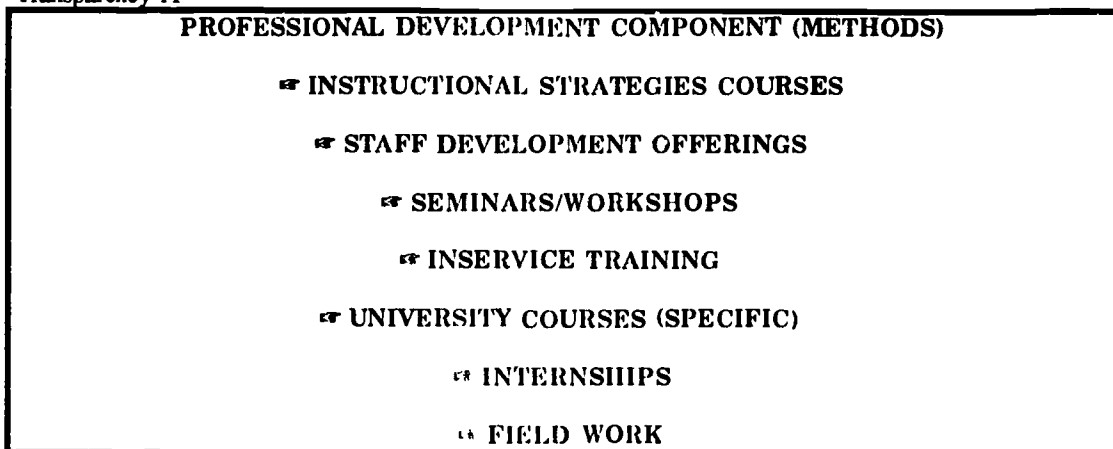 PROFESSIONAL DEVELOPMENT COMPONENT (METHODS)
☞ INSTRUCTIONAL STRATEGIES COURSES
☞ STAFF DEVELOPMENT OFFERINGS
☞ SEMINARS/WORKSHOPS
☞ INSERVICE TRAINING
☞ UNIVERSITY COURSES (SPECIFIC)
☞ INTERNSHIPS
☞ FIELD WORK